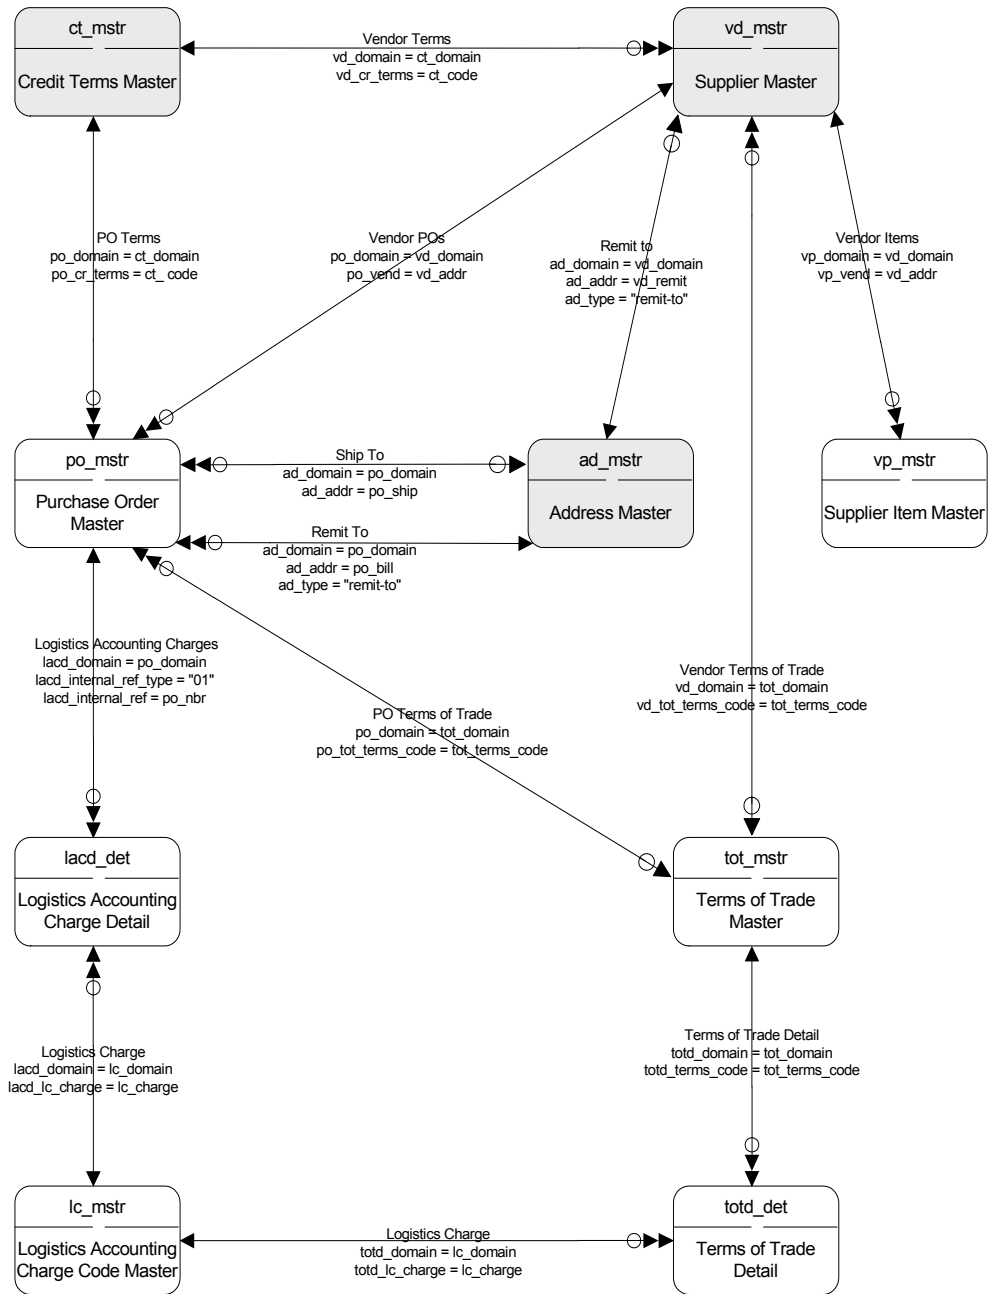 ct_mstr
Credit Terms Master
Vendor Terms
vd_domain = ct_domain
vd_cr_terms = ct_code
vd_mstr
Supplier Master
PO Terms
po_domain = ct_domain
po_cr_terms = ct_code
Vendor POs
po_domain = vd_domain
po_vend = vd_addr
Remit to
ad_domain = vd_domain
ad_addr = vd_remit
ad_type = "remit-to"
Vendor Items
vp_domain = vd_domain
vp_vend = vd_addr
po_mstr
Purchase Order
Master
Ship To
ad_domain = po_domain
ad_addr = po_ship
Remit To
ad_domain = po_domain
ad_addr = po_bill
ad_type = "remit-to"
ad_mstr
Address Master
vp_mstr
Supplier Item Master
Logistics Accounting Charges
lacd_domain = po_domain
lacd_internal_ref_type = "01"
lacd_internal_ref = po_nbr
PO Terms of Trade
po_domain = tot_domain
po_tot_terms_code = tot_terms_code
Vendor Terms of Trade
vd_domain = tot_domain
vd_tot_terms_code = tot_terms_code
lacd_det
Logistics Accounting
Charge Detail
tot_mstr
Terms of Trade
Master
Logistics Charge
lacd_domain = lc_domain
lacd_lc_charge = lc_charge
Terms of Trade Detail
totd_domain = tot_domain
totd_terms_code = tot_terms_code
lc_mstr
Logistics Accounting
Charge Code Master
Logistics Charge
totd_domain = lc_domain
totd_lc_charge = lc_charge
totd_det
Terms of Trade
Detail